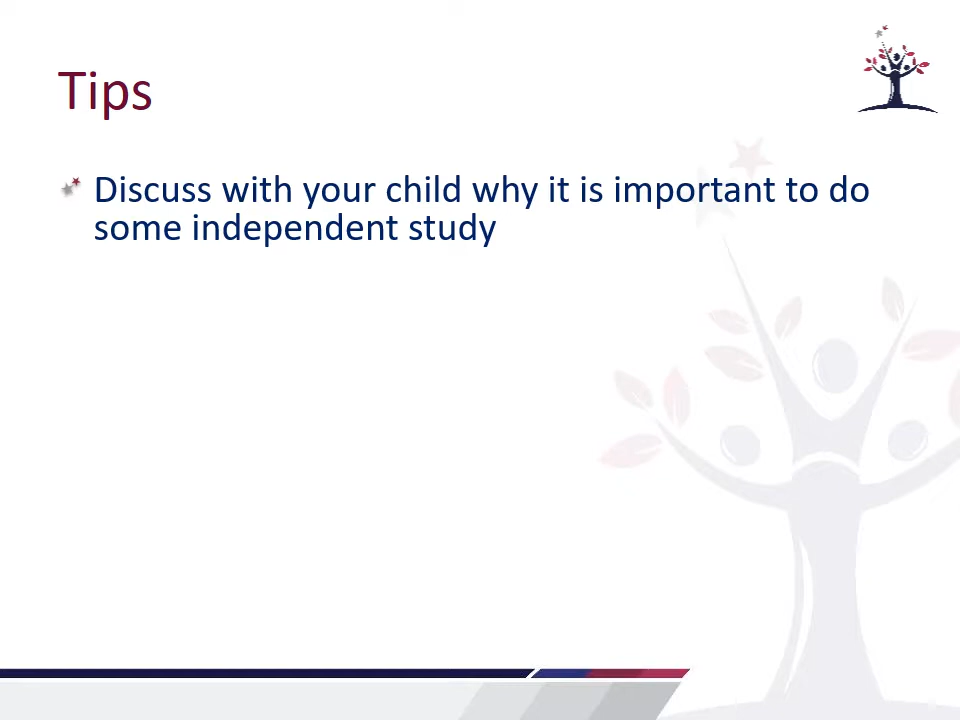 Tips
Discuss with your child why it is important to do
some independent study